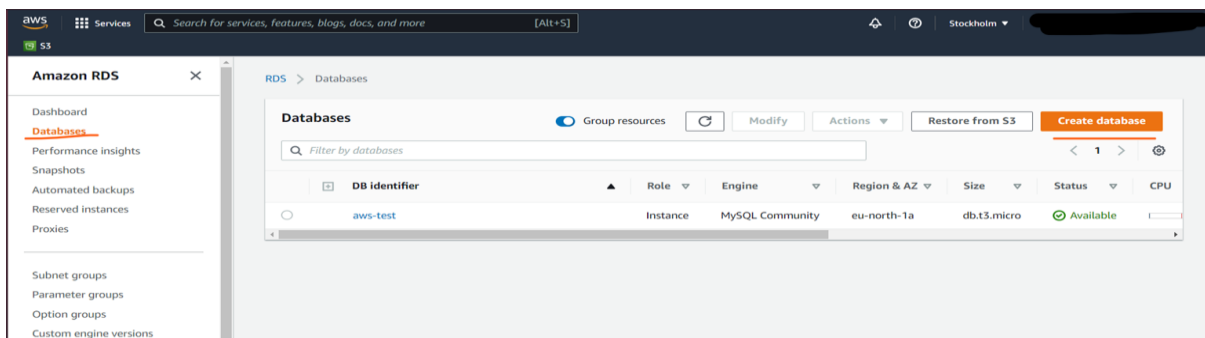 aws Services Search for services, features, blogs, docs, and more [Alt+S] Stockholm
S3
Amazon RDS
Dashboard
Databases
Performance insights
Snapshots
Automated backups
Reserved instances
Proxies
Subnet groups
Parameter groups
Option groups
Custom engine versions
RDS > Databases
Databases Group resources Modify Actions Restore from S3 Create database
Filter by databases
1
DB identifier Role Engine Region & AZ Size Status CPU
aws-test Instance MySQL Community eu-north-1a db.t3.micro Available